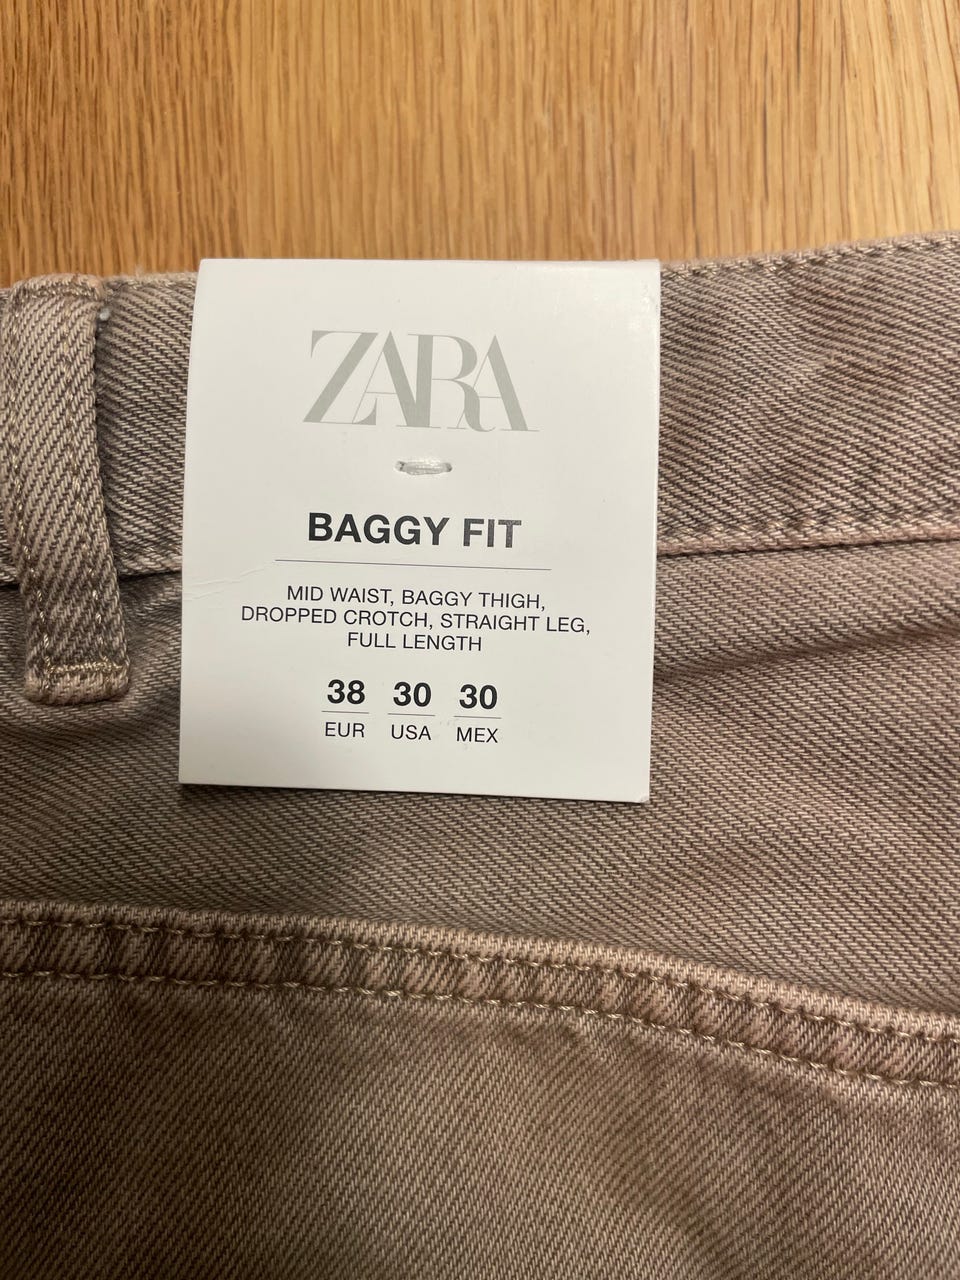 ZARA
BAGGY FIT
MID WAIST, BAGGY THIGH,
DROPPED CROTCH, STRAIGHT LEG,
FULL LENGTH
38 30 30
EUR USA MEX